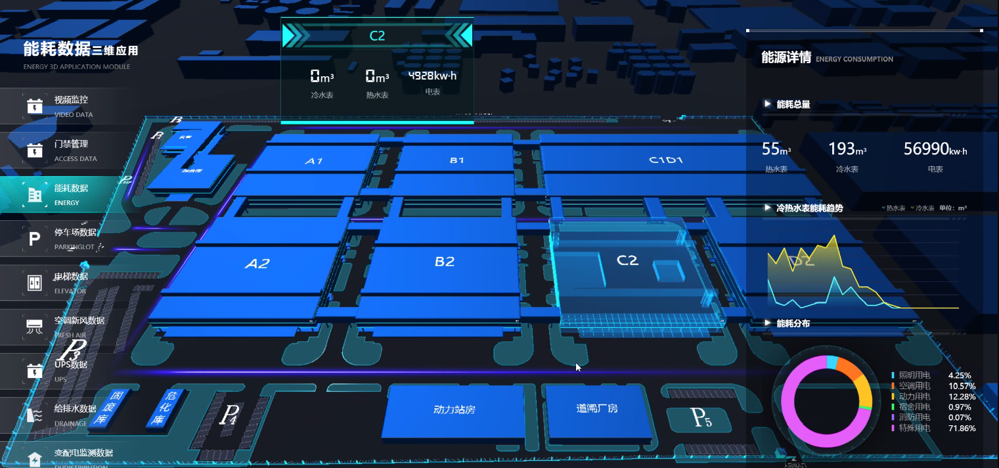 能耗数据三维应用
ENERGY 3D APPLICATION MODULE
视频监控
VIDEO DATA
门禁管理
ACCESS DATA
能耗数据
ENERGY
停车场数据
PARKINGLOT
电梯数据
ELEVATOR
空调新风数据
FRESH AIR
UPS数据
UPS
给排水数据
DRAINAGE
变配电监测数据
C2
0m³
0m³
4928kw·h
冷水表
热水表
电表
A1
B1
C1D1
A2
B2
C2
D2
P3
固废库
危化库
P4
动力站房
道闸厂房
P5
能源详情 ENERGY CONSUMPTION
能耗总量
55m³
193m³
56990kw·h
热水表
冷水表
电表
冷热水表能耗趋势
热水表
冷水表
单位：m³
能耗分布
照明用电 4.25%
空调用电 10.57%
动力用电 12.28%
宿舍用电 0.97%
消防用电 0.07%
特殊用电 71.86%